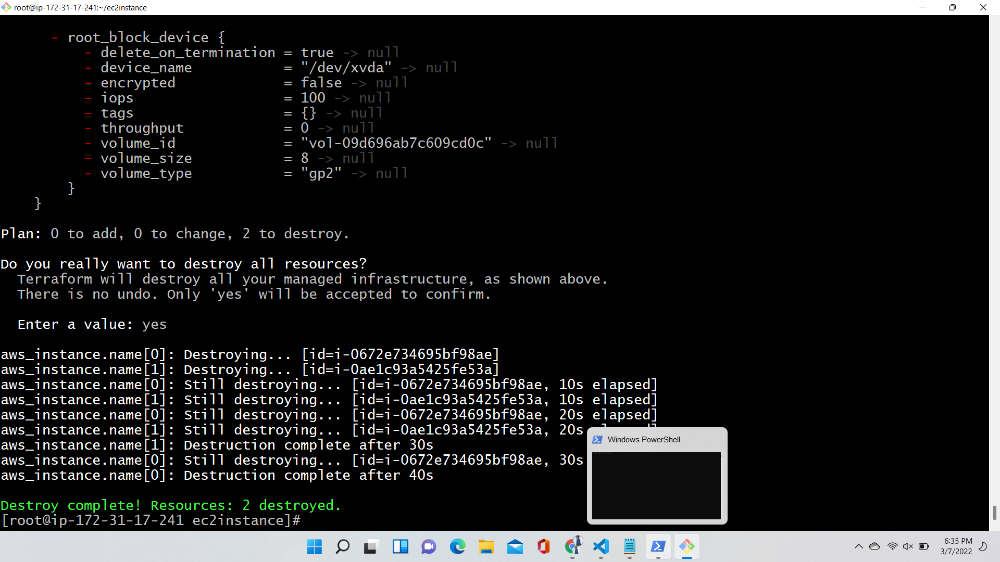 root@ip-172-31-17-241:~/ec2instance
- root_block_device {
- delete_on_termination = true -> null
- device_name = "/dev/xvda" -> null
- encrypted = false -> null
- iops = 100 -> null
- tags = {} -> null
- throughput = 0 -> null
- volume_id = "vol-09d696ab7c609cd0c" -> null
- volume_size = 8 -> null
- volume_type = "gp2" -> null
}
}
Plan: 0 to add, 0 to change, 2 to destroy.
Do you really want to destroy all resources?
Terraform will destroy all your managed infrastructure, as shown above.
There is no undo. Only 'yes' will be accepted to confirm.
Enter a value: yes
aws_instance.name[0]: Destroying... [id=i-0672e734695bf98ae]
aws_instance.name[1]: Destroying... [id=i-0ae1c93a5425fe53a]
aws_instance.name[0]: Still destroying... [id=i-0672e734695bf98ae, 10s elapsed]
aws_instance.name[1]: Still destroying... [id=i-0ae1c93a5425fe53a, 10s elapsed]
aws_instance.name[0]: Still destroying... [id=i-0672e734695bf98ae, 20s elapsed]
aws_instance.name[1]: Still destroying... [id=i-0ae1c93a5425fe53a, 20s
aws_instance.name[1]: Destruction complete after 30s
aws_instance.name[0]: Still destroying... [id=i-0672e734695bf98ae, 30s
aws_instance.name[0]: Destruction complete after 40s
Destroy complete! Resources: 2 destroyed.
[root@ip-172-31-17-241 ec2instance]#
Windows PowerShell
6:35 PM
3/7/2022